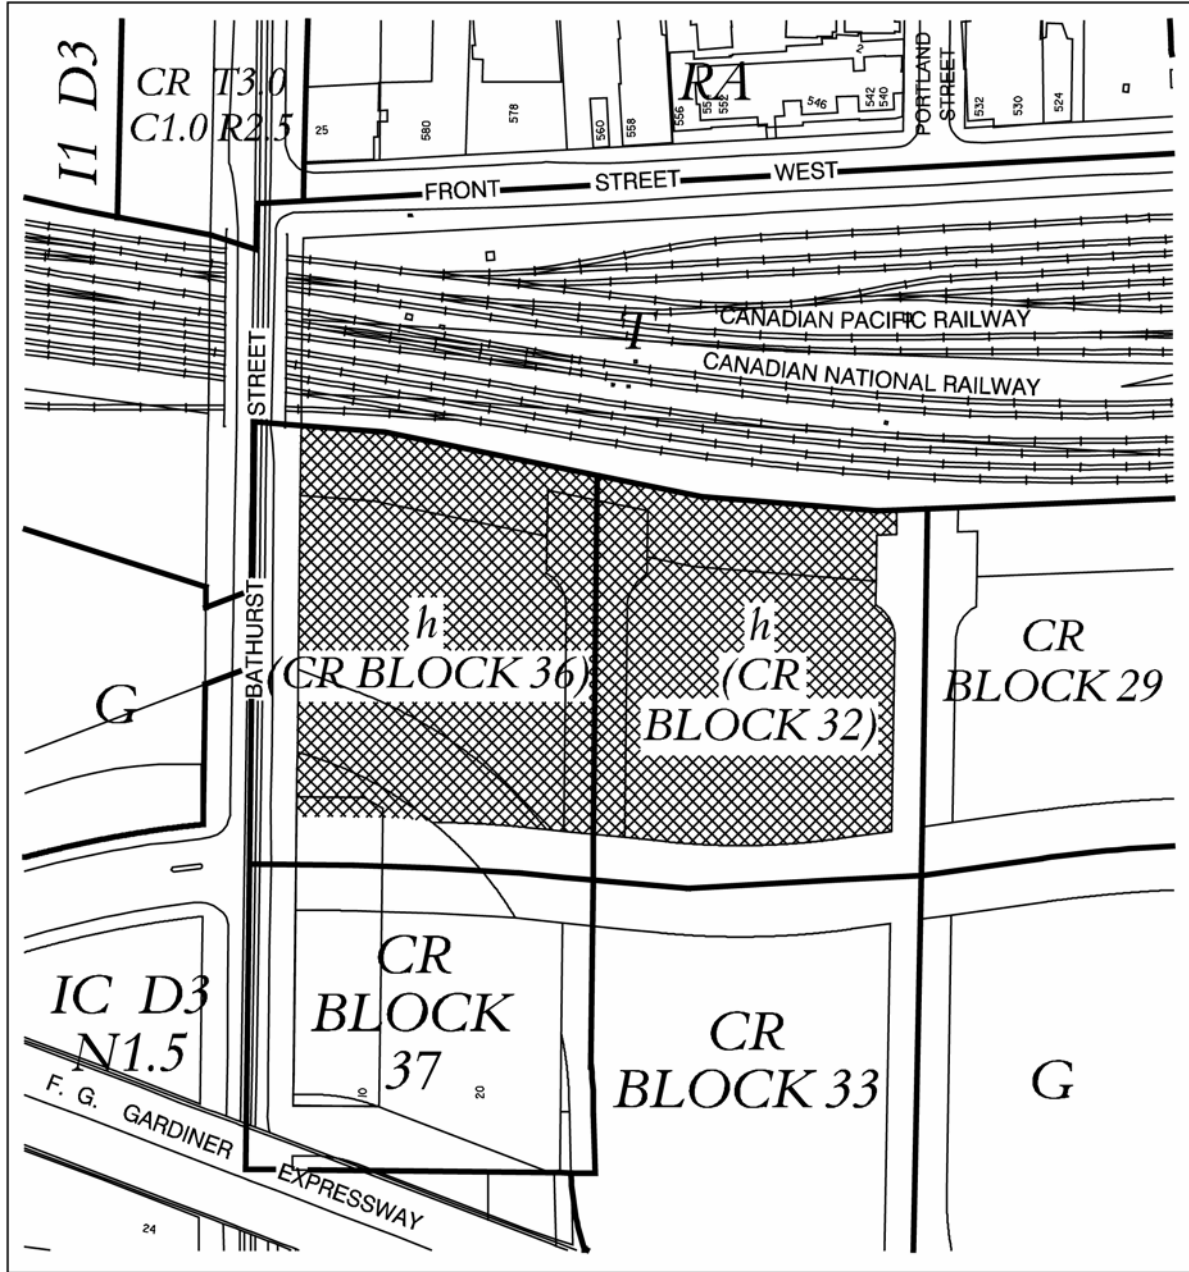 I1 D3
CR T3.0
C1.0 R2.5
25
580
578
560
558
556
552
RA
2
546
542
540
PORTLAND
STREET
532
530
524
FRONT STREET WEST
I
CANADIAN PACIFIC RAILWAY
CANADIAN NATIONAL RAILWAY
BATHURST STREET
h
(CR BLOCK 36)
h
(CR
BLOCK 32)
CR
BLOCK 29
G
IC D3
N1.5
CR
BLOCK
37
10
20
CR
BLOCK 33
G
F. G. GARDINER EXPRESSWAY
24